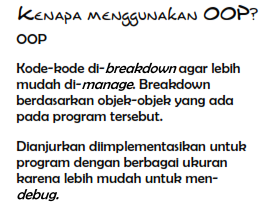 Kenapa menggunakan OOP?
OOP
Kode-kode di-breakdown agar lebih
mudah di-manage. Breakdown
berdasarkan objek-objek yang ada
pada program tersebut.
Dianjurkan diimplementasikan untuk
program dengan berbagai ukuran
karena lebih mudah untuk men-
debug.